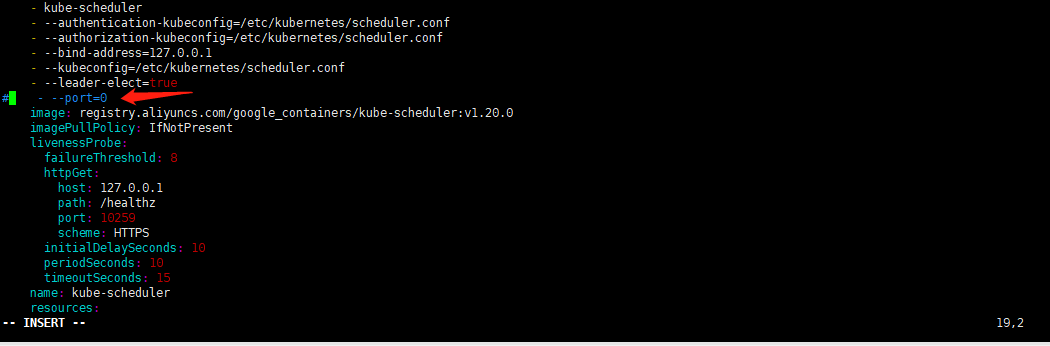 - kube-scheduler
- --authentication-kubeconfig=/etc/kubernetes/scheduler.conf
- --authorization-kubeconfig=/etc/kubernetes/scheduler.conf
- --bind-address=127.0.0.1
- --kubeconfig=/etc/kubernetes/scheduler.conf
- --leader-elect=true
#   - --port=0
image: registry.aliyuncs.com/google_containers/kube-scheduler:v1.20.0
imagePullPolicy: IfNotPresent
livenessProbe:
failureThreshold: 8
httpGet:
host: 127.0.0.1
path: /healthz
port: 10259
scheme: HTTPS
initialDelaySeconds: 10
periodSeconds: 10
timeoutSeconds: 15
name: kube-scheduler
resources:
-- INSERT -- 19,2